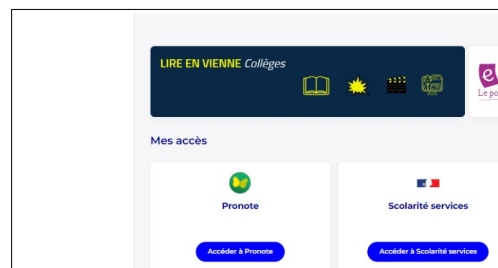 LIRE EN VIENNE Collèges
e
Le po
Mes accès
Pronote
Scolarité services
Accéder à Pronote
Accéder à Scolarité services